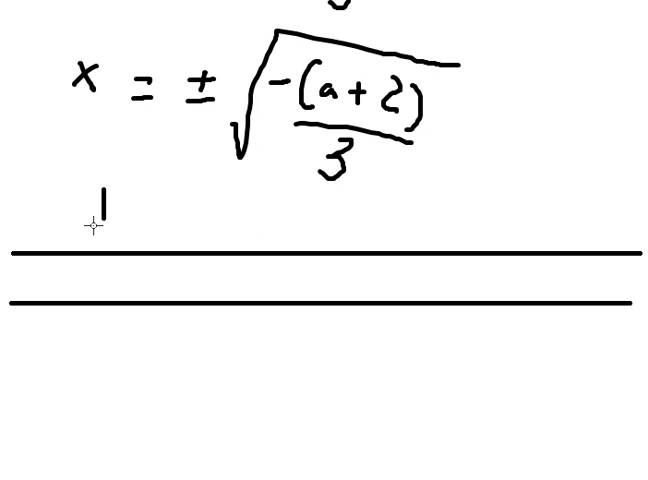 x = ± √(-(a + 2)/3)